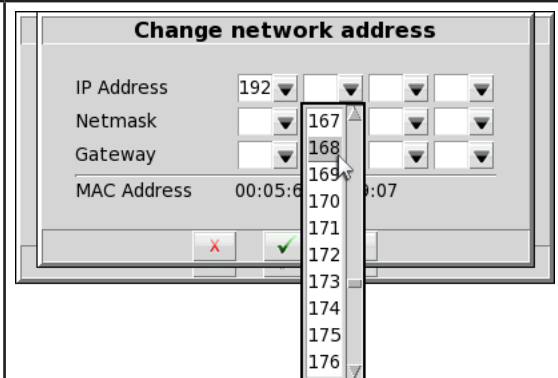 Change network address
IP Address 192
Netmask
Gateway
MAC Address 00:05:6 9:07
X
167
168
169
170
171
172
173
174
175
176